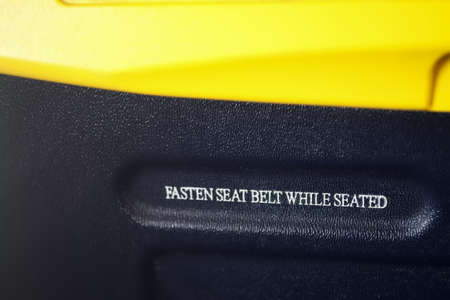 FASTEN SEAT BELT WHILE SEATED